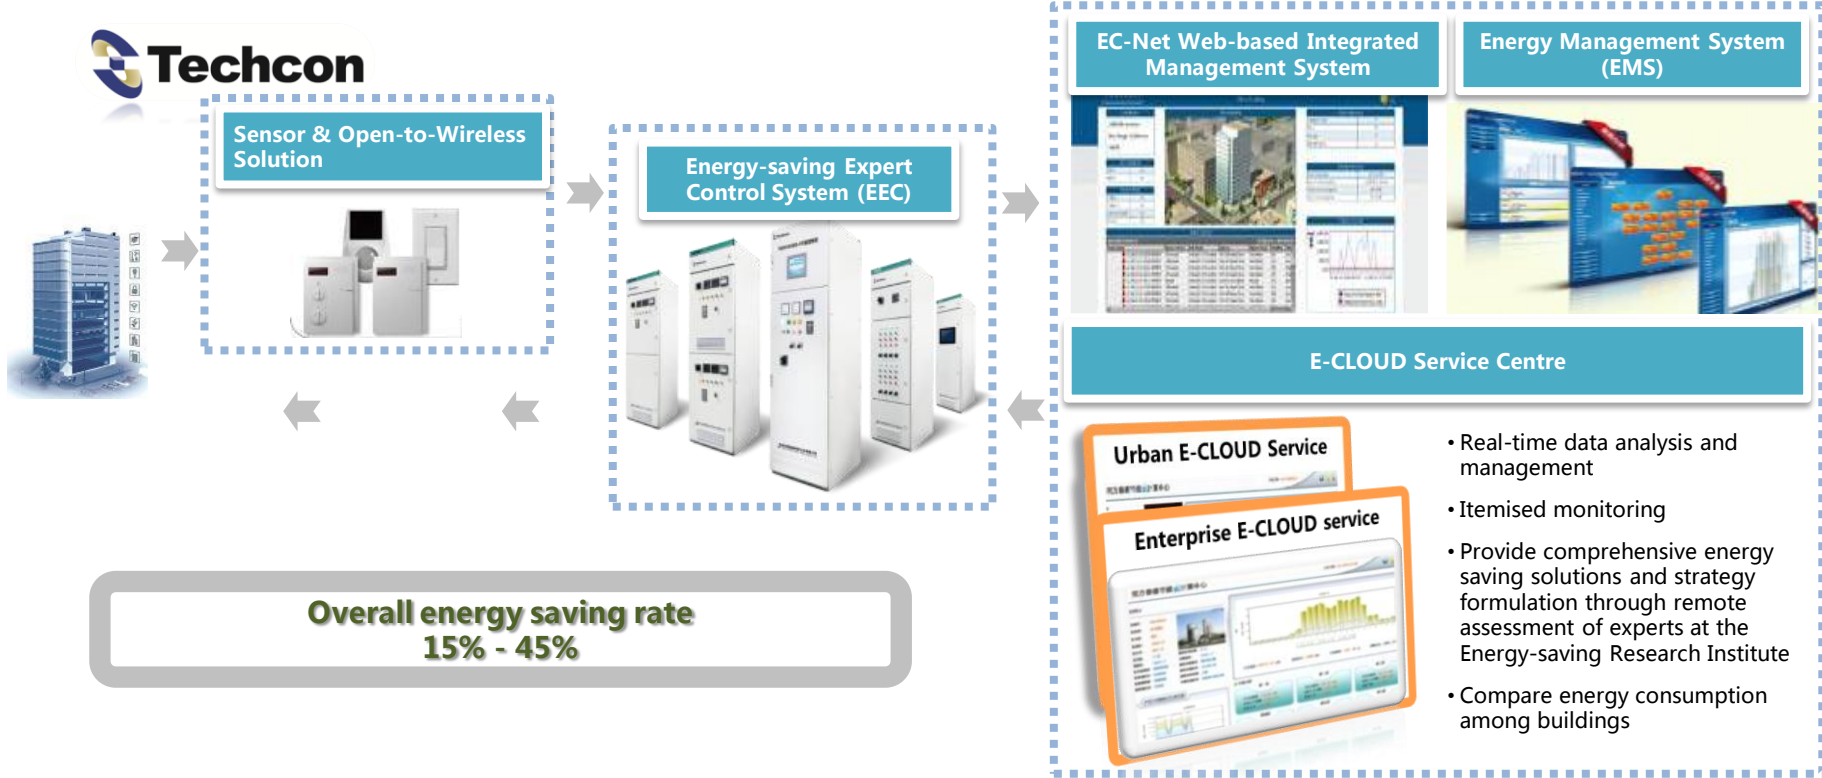 Techcon
Sensor & Open-to-Wireless
Solution
Energy-saving Expert
Control System (EEC)
EC-Net Web-based Integrated
Management System
Energy Management System
(EMS)
E-CLOUD Service Centre
Urban E-CLOUD Service
Enterprise E-CLOUD service
• Real-time data analysis and
management
• Itemised monitoring
• Provide comprehensive energy
saving solutions and strategy
formulation through remote
assessment of experts at the
Energy-saving Research Institute
• Compare energy consumption
among buildings
Overall energy saving rate
15% - 45%